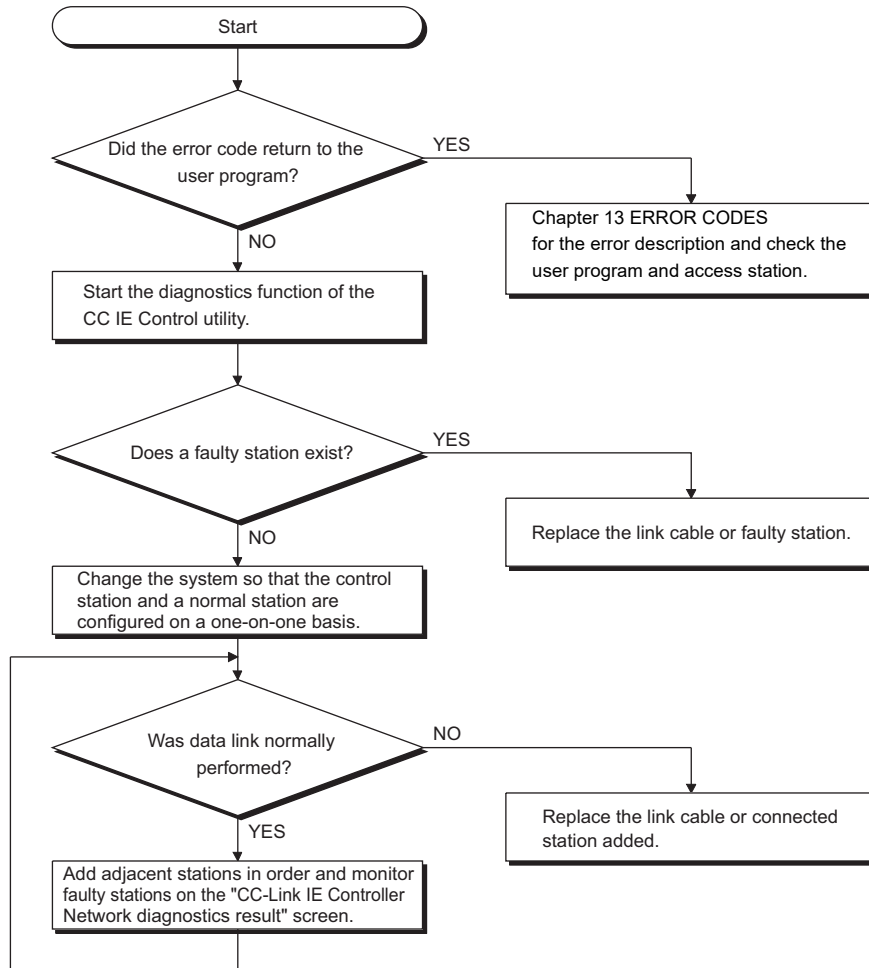 Start
Did the error code return to the
user program?
YES
Chapter 13 ERROR CODES
for the error description and check the
user program and access station.
NO
Start the diagnostics function of the
CC IE Control utility.
Does a faulty station exist?
YES
Replace the link cable or faulty station.
NO
Change the system so that the control
station and a normal station are
configured on a one-on-one basis.
Was data link normally
performed?
NO
Replace the link cable or connected
station added.
YES
Add adjacent stations in order and monitor
faulty stations on the "CC-Link IE Controller
Network diagnostics result" screen.